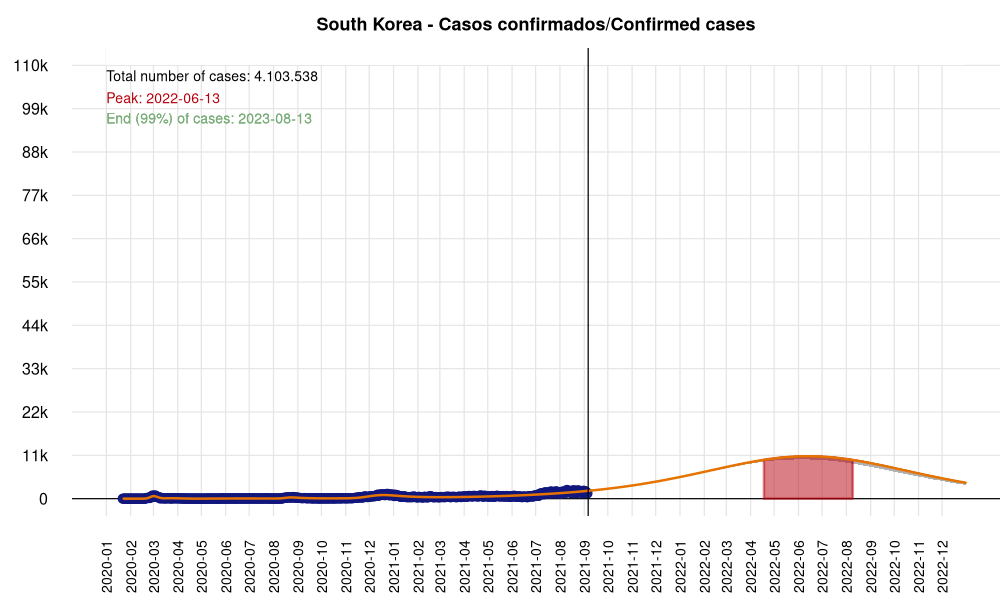 South Korea - Casos confirmados/Confirmed cases
110k
Total number of cases: 4.103.538
Peak: 2022-06-13
99k
End (99%) of cases: 2023-08-13
88k
77k
66k
55k
44k
33k
22k
11k
0
2020-01
2020-02
2020-03
2020-04
2020-05
2020-06
2020-07
2020-08
2020-09
2020-10
2020-11
2020-12
2021-01
2021-02
2021-03
2021-04
2021-05
2021-06
2021-07
2021-08
2021-09
2021-10
2021-11
2021-12
2022-01
2022-02
2022-03
2022-04
2022-05
2022-06
2022-07
2022-08
2022-09
2022-10
2022-11
2022-12